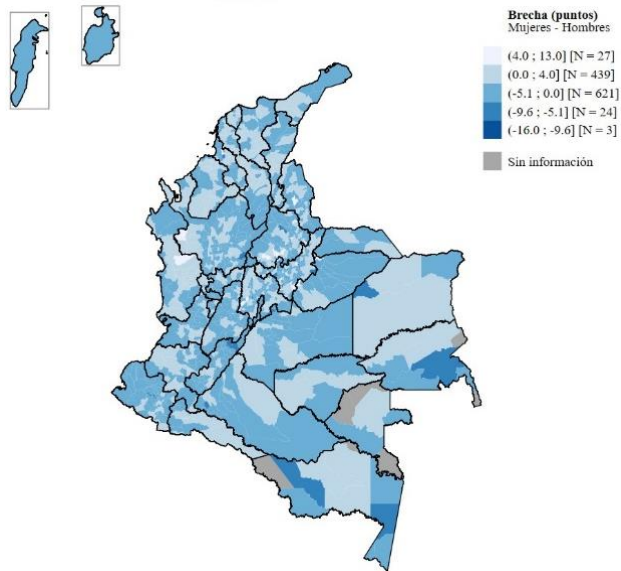 Brecha (puntos)
Mujeres - Hombres
(4.0 ; 13.0] [N = 27]
(0.0 ; 4.0] [N = 439]
(-5.1 ; 0.0] [N = 621]
(-9.6 ; -5.1] [N = 24]
(-16.0 ; -9.6] [N = 3]
Sin información